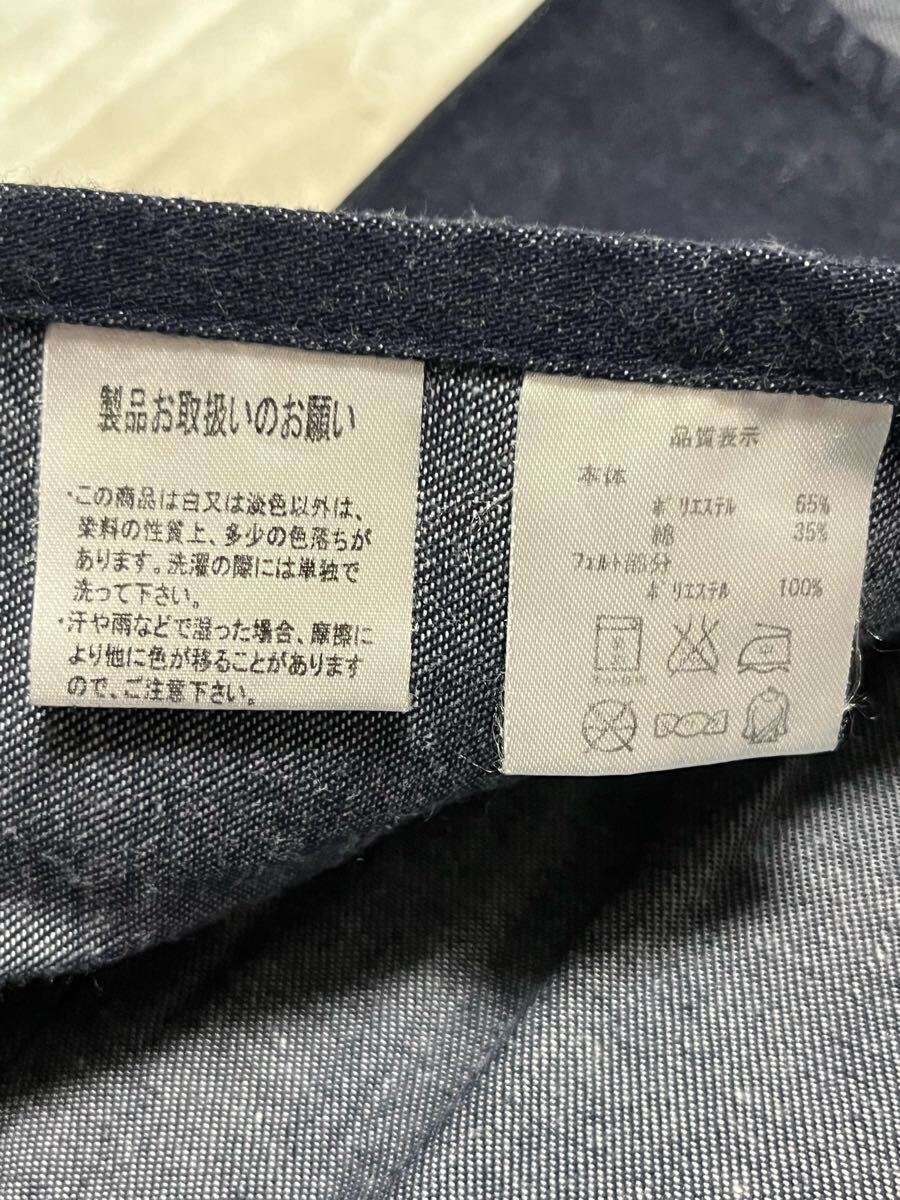 製品お取扱いのお願い
・この商品は白又は淡色以外は、
染料の性質上、多少の色落ちが
あります。洗濯の際には単独で
洗って下さい。
・汗や雨などで湿った場合、摩擦に
より他に色が移ることがあります
ので、ご注意下さい。
品質表示
本体
ポリエステル 65%
綿 35%
フェルト部分
ポリエステル 100%